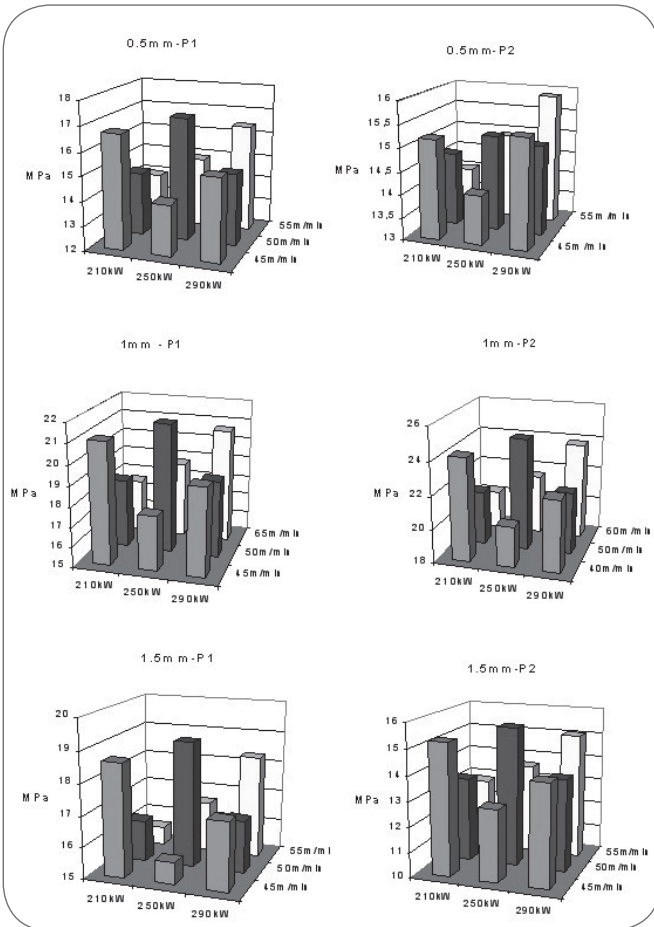 0.5mm-P1
18
17
16
15
14
13
12
MPa
210kW
250kW
290kW
55m/min
50m/min
45m/min
0.5mm-P2
16
15,5
15
14,5
14
13,5
13
MPa
210kW
250kW
290kW
55m/min
45m/min
1mm - P1
22
21
20
19
18
17
16
15
MPa
210kW
250kW
290kW
65m/min
50m/min
45m/min
1mm-P2
26
24
22
20
18
MPa
210kW
250kW
290kW
60m/min
50m/min
40m/min
1.5mm-P1
20
19
18
17
16
15
MPa
210kW
250kW
290kW
55m/min
50m/min
45m/min
1.5mm-P2
16
15
14
13
12
11
10
MPa
210kW
250kW
290kW
55m/min
50m/min
45m/min